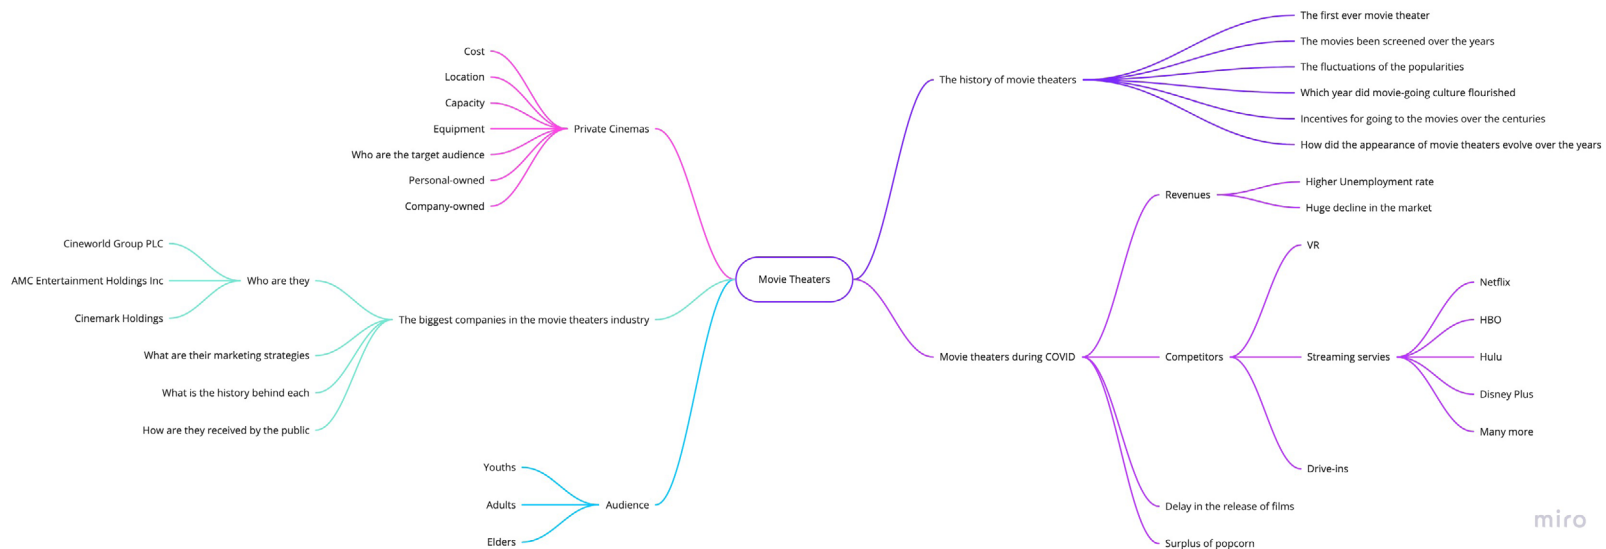 Movie Theaters
Private Cinemas
Cost
Location
Capacity
Equipment
Who are the target audience
Personal-owned
Company-owned
The biggest companies in the movie theaters industry
Who are they
Cineworld Group PLC
AMC Entertainment Holdings Inc
Cinemark Holdings
What are their marketing strategies
What is the history behind each
How are they received by the public
Audience
Youths
Adults
Elders
The history of movie theaters
The first ever movie theater
The movies been screened over the years
The fluctuations of the popularities
Which year did movie-going culture flourished
Incentives for going to the movies over the centuries
How did the appearance of movie theaters evolve over the years
Movie theaters during COVID
Revenues
Higher Unemployment rate
Huge decline in the market
Competitors
VR
Streaming servies
Netflix
HBO
Hulu
Disney Plus
Many more
Drive-ins
Delay in the release of films
Surplus of popcorn
miro